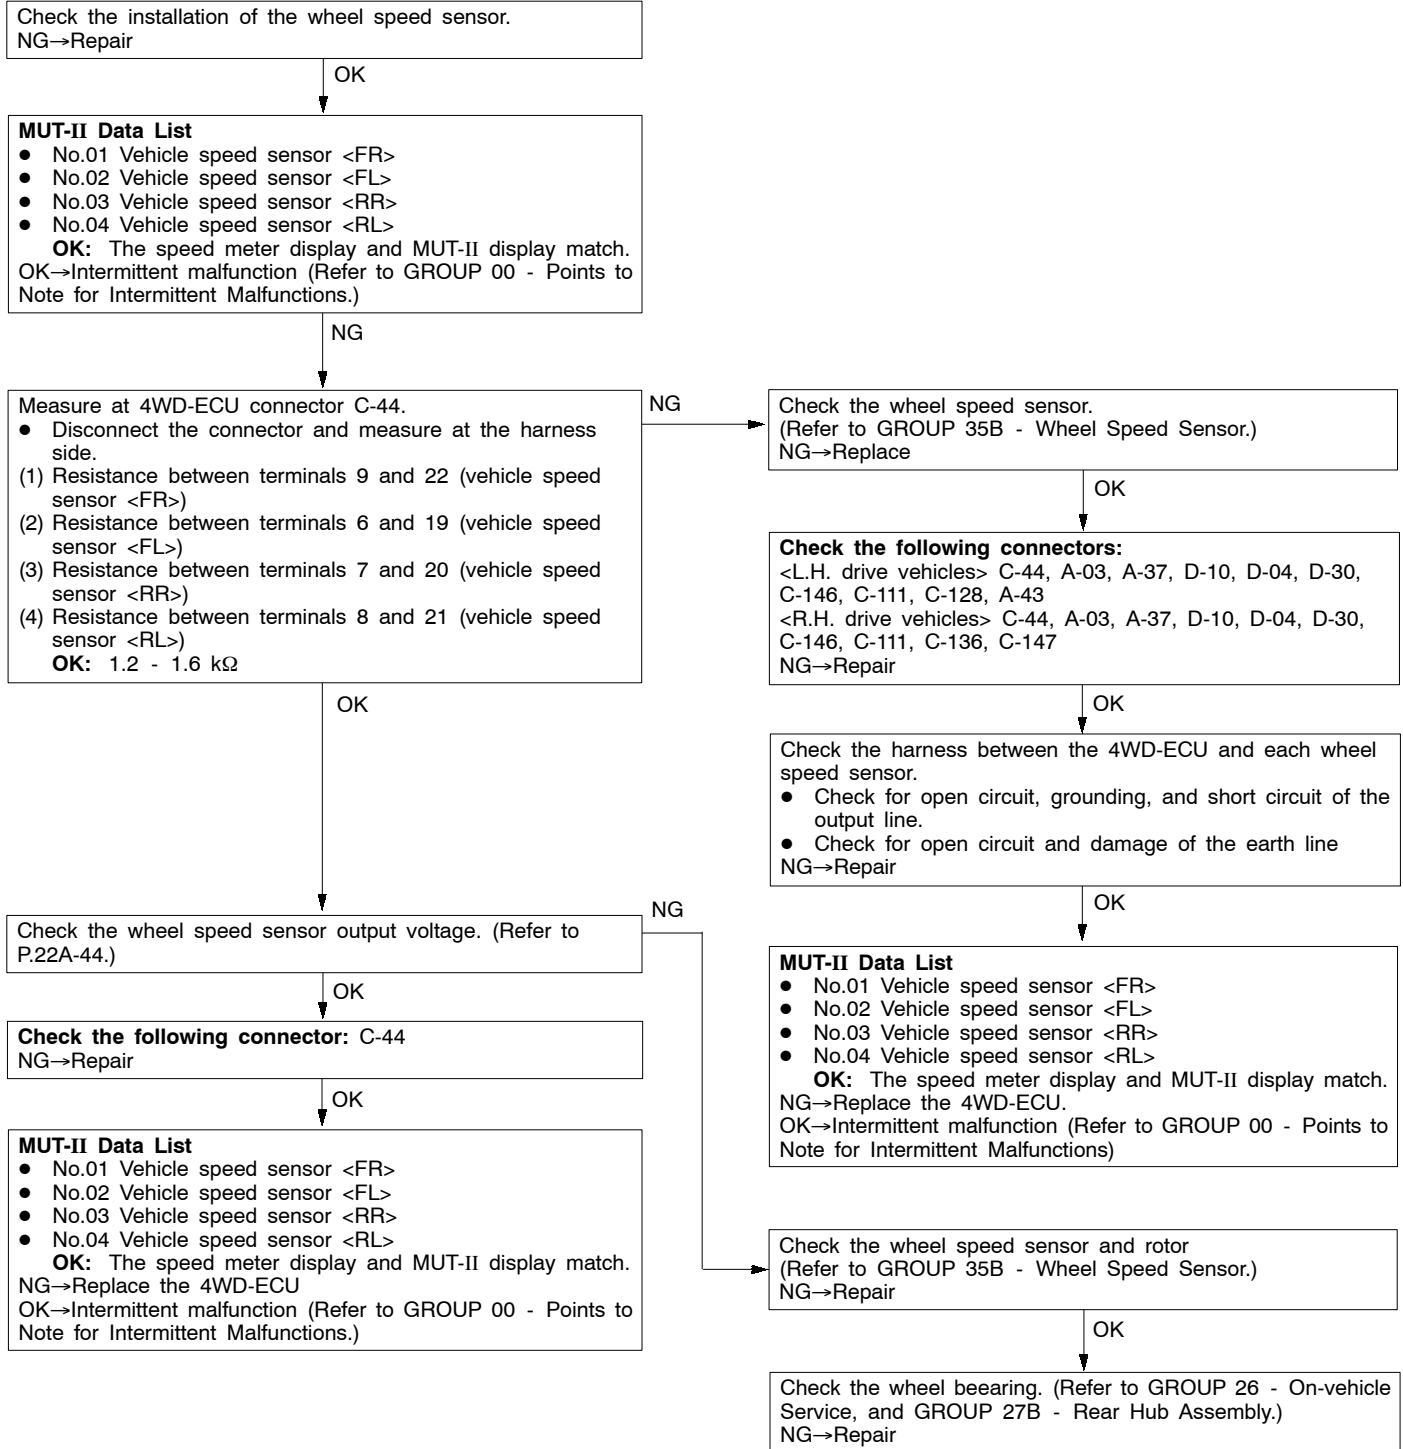 Check the installation of the wheel speed sensor.
NG→Repair
OK
MUT-II Data List
● No.01 Vehicle speed sensor <FR>
● No.02 Vehicle speed sensor <FL>
● No.03 Vehicle speed sensor <RR>
● No.04 Vehicle speed sensor <RL>
OK: The speed meter display and MUT-II display match.
OK→Intermittent malfunction (Refer to GROUP 00 - Points to
Note for Intermittent Malfunctions.)
NG
Measure at 4WD-ECU connector C-44.
● Disconnect the connector and measure at the harness
side.
(1) Resistance between terminals 9 and 22 (vehicle speed
sensor <FR>)
(2) Resistance between terminals 6 and 19 (vehicle speed
sensor <FL>)
(3) Resistance between terminals 7 and 20 (vehicle speed
sensor <RR>)
(4) Resistance between terminals 8 and 21 (vehicle speed
sensor <RL>)
OK: 1.2 - 1.6 kΩ
NG
Check the wheel speed sensor.
(Refer to GROUP 35B - Wheel Speed Sensor.)
NG→Replace
OK
Check the following connectors:
<L.H. drive vehicles> C-44, A-03, A-37, D-10, D-04, D-30,
C-146, C-111, C-128, A-43
<R.H. drive vehicles> C-44, A-03, A-37, D-10, D-04, D-30,
C-146, C-111, C-136, C-147
NG→Repair
OK
Check the harness between the 4WD-ECU and each wheel
speed sensor.
● Check for open circuit, grounding, and short circuit of the
output line.
● Check for open circuit and damage of the earth line
NG→Repair
OK
MUT-II Data List
● No.01 Vehicle speed sensor <FR>
● No.02 Vehicle speed sensor <FL>
● No.03 Vehicle speed sensor <RR>
● No.04 Vehicle speed sensor <RL>
OK: The speed meter display and MUT-II display match.
NG→Replace the 4WD-ECU.
OK→Intermittent malfunction (Refer to GROUP 00 - Points to
Note for Intermittent Malfunctions)
OK
Check the wheel speed sensor output voltage. (Refer to
P.22A-44.)
NG
OK
Check the following connector: C-44
NG→Repair
OK
MUT-II Data List
● No.01 Vehicle speed sensor <FR>
● No.02 Vehicle speed sensor <FL>
● No.03 Vehicle speed sensor <RR>
● No.04 Vehicle speed sensor <RL>
OK: The speed meter display and MUT-II display match.
NG→Replace the 4WD-ECU
OK→Intermittent malfunction (Refer to GROUP 00 - Points to
Note for Intermittent Malfunctions.)
Check the wheel speed sensor and rotor
(Refer to GROUP 35B - Wheel Speed Sensor.)
NG→Repair
OK
Check the wheel beearing. (Refer to GROUP 26 - On-vehicle
Service, and GROUP 27B - Rear Hub Assembly.)
NG→Repair